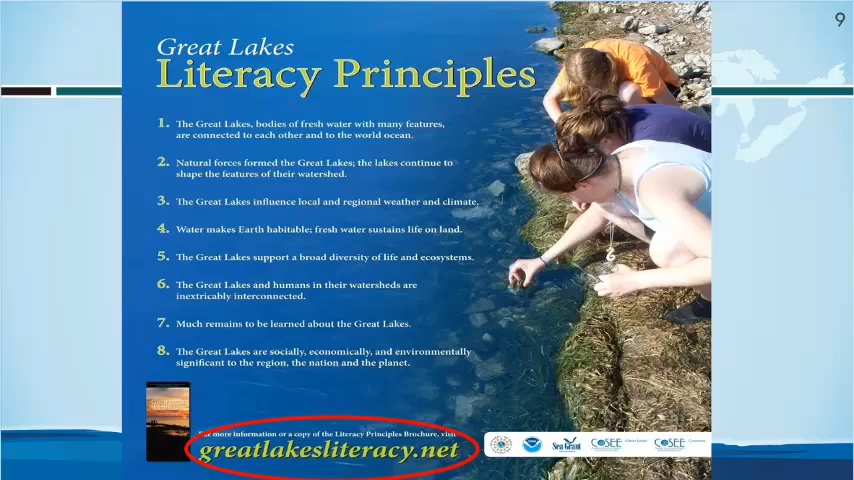 9
Great Lakes
Literacy Principles
1. The Great Lakes, bodies of fresh water with many features,
are connected to each other and to the world ocean.
2. Natural forces formed the Great Lakes; the lakes continue to
shape the features of their watershed.
3. The Great Lakes influence local and regional weather and climate.
4. Water makes Earth habitable; fresh water sustains life on land.
5. The Great Lakes support a broad diversity of life and ecosystems.
6. The Great Lakes and humans in their watersheds are
inextricably interconnected.
7. Much remains to be learned about the Great Lakes.
8. The Great Lakes are socially, economically, and environmentally
significant to the region, the nation and the planet.
For more information or a copy of the Literacy Principles Brochure, visit
greatlakesliteracy.net
Sea Grant
COSEE
COSEE